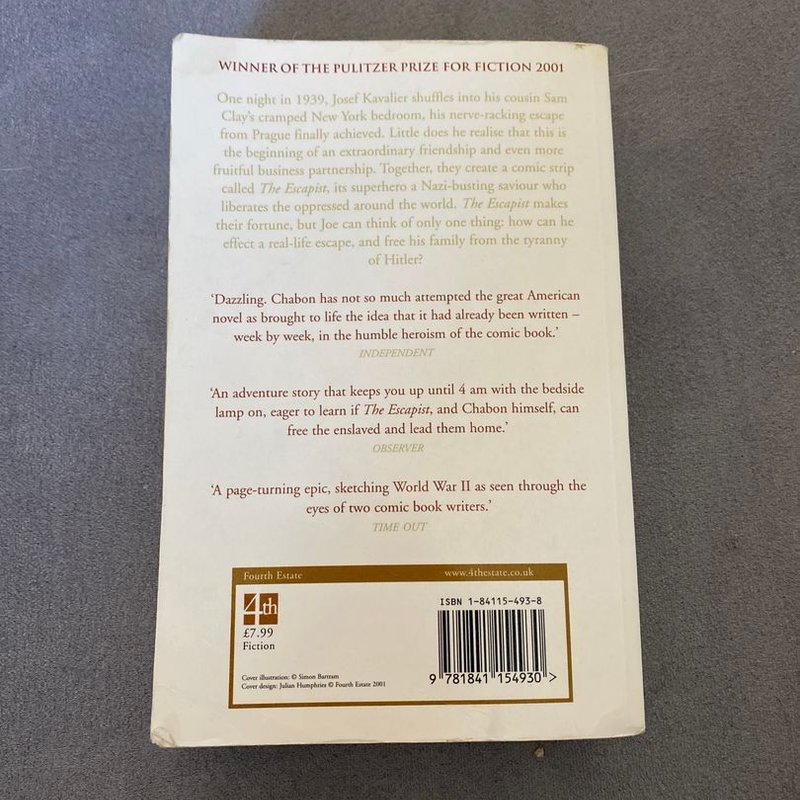 WINNER OF THE PULITZER PRIZE FOR FICTION 2001
One night in 1939, Josef Kavalier shuffles into his cousin Sam
Clay's cramped New York bedroom, his nerve-racking escape
from Prague finally achieved. Little does he realise that this is
the beginning of an extraordinary friendship and even more
fruitful business partnership. Together, they create a comic strip
called The Escapist, its superhero a Nazi-busting saviour who
liberates the oppressed around the world. The Escapist makes
their fortune, but Joe can think of only one thing: how can he
effect a real-life escape, and free his family from the tyranny
of Hitler?
'Dazzling. Chabon has not so much attempted the great American
novel as brought to life the idea that it had already been written –
week by week, in the humble heroism of the comic book.'
INDEPENDENT
'An adventure story that keeps you up until 4 am with the bedside
lamp on, eager to learn if The Escapist, and Chabon himself, can
free the enslaved and lead them home.'
OBSERVER
'A page-turning epic, sketching World War II as seen through the
eyes of two comic book writers.'
TIME OUT
Fourth Estate www.4thestate.co.uk
4th
£7.99
Fiction
Cover illustration: © Simon Bartram
Cover design: Julian Humphries © Fourth Estate 2001
ISBN 1-84115-493-8
9 781841 154930 >